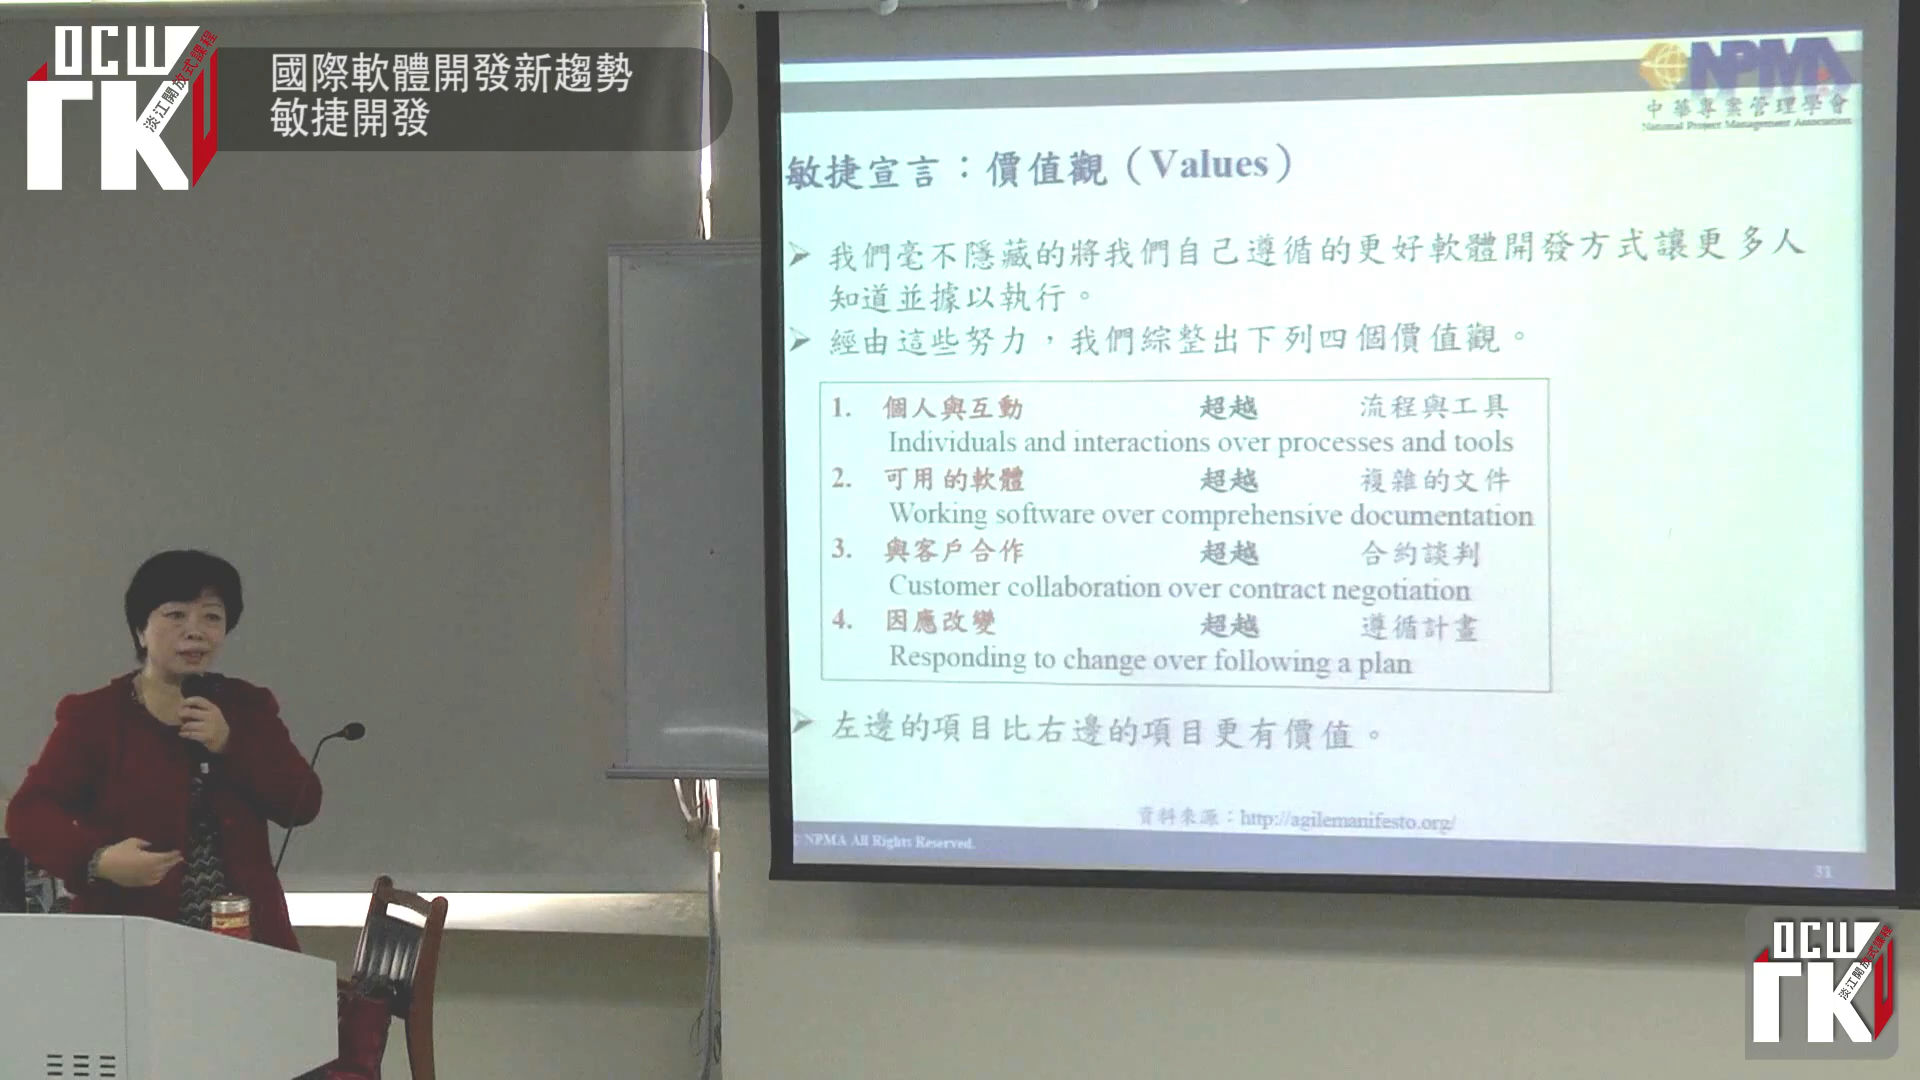 OCW
TKU
淡江開放式課程
國際軟體開發新趨勢
敏捷開發
NPMA
中華專案管理學會
National Project Management Association
敏捷宣言：價值觀（Values）
➢ 我們毫不隱藏的將我們自己遵循的更好軟體開發方式讓更多人
知道並據以執行。
➢ 經由這些努力，我們綜整出下列四個價值觀。
1. 個人與互動 超越 流程與工具
Individuals and interactions over processes and tools
2. 可用的軟體 超越 複雜的文件
Working software over comprehensive documentation
3. 與客戶合作 超越 合約談判
Customer collaboration over contract negotiation
4. 因應改變 超越 遵循計畫
Responding to change over following a plan
➢ 左邊的項目比右邊的項目更有價值。
資料來源：http://agilemanifesto.org/
NPMA All Rights Reserved.
31
OCW
TKU
淡江開放式課程